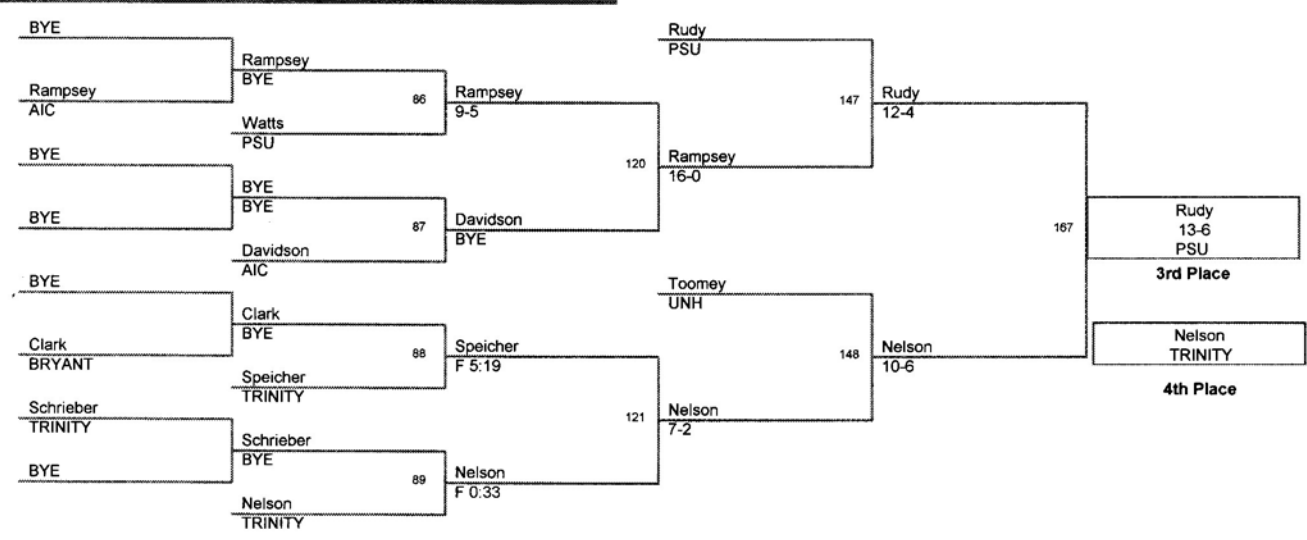 BYE
Rampsey
AIC
BYE
BYE
BYE
Clark
BRYANT
Schrieber
TRINITY
BYE
Rampsey
BYE
Watts
PSU
BYE
BYE
Davidson
AIC
Clark
BYE
Speicher
TRINITY
Schrieber
BYE
Nelson
TRINITY
86
87
88
89
Rampsey
9-5
Davidson
BYE
Speicher
F 5:19
Nelson
F 0:33
120
121
Rudy
PSU
Rampsey
16-0
Toomey
UNH
Nelson
7-2
147
148
Rudy
12-4
Nelson
10-6
167
Rudy
13-6
PSU
3rd Place
Nelson
TRINITY
4th Place